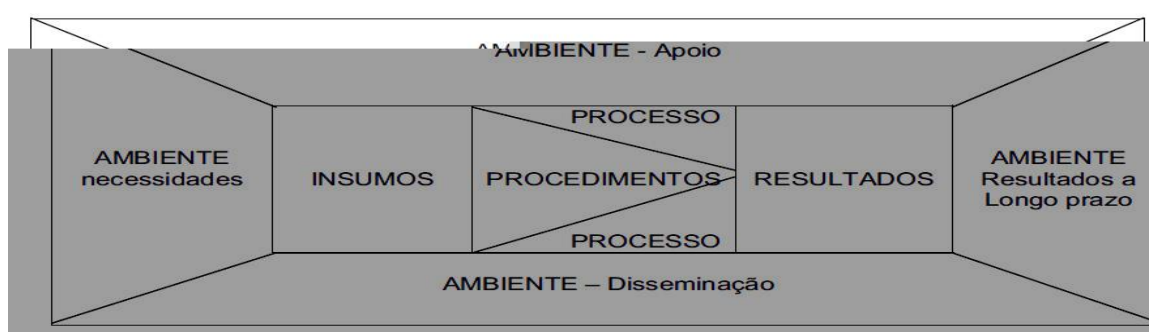 AMBIENTE - Apoio
PROCESSO
AMBIENTE
necessidades
INSUMOS
PROCEDIMENTOS
RESULTADOS
AMBIENTE
Resultados a
Longo prazo
PROCESSO
AMBIENTE – Disseminação